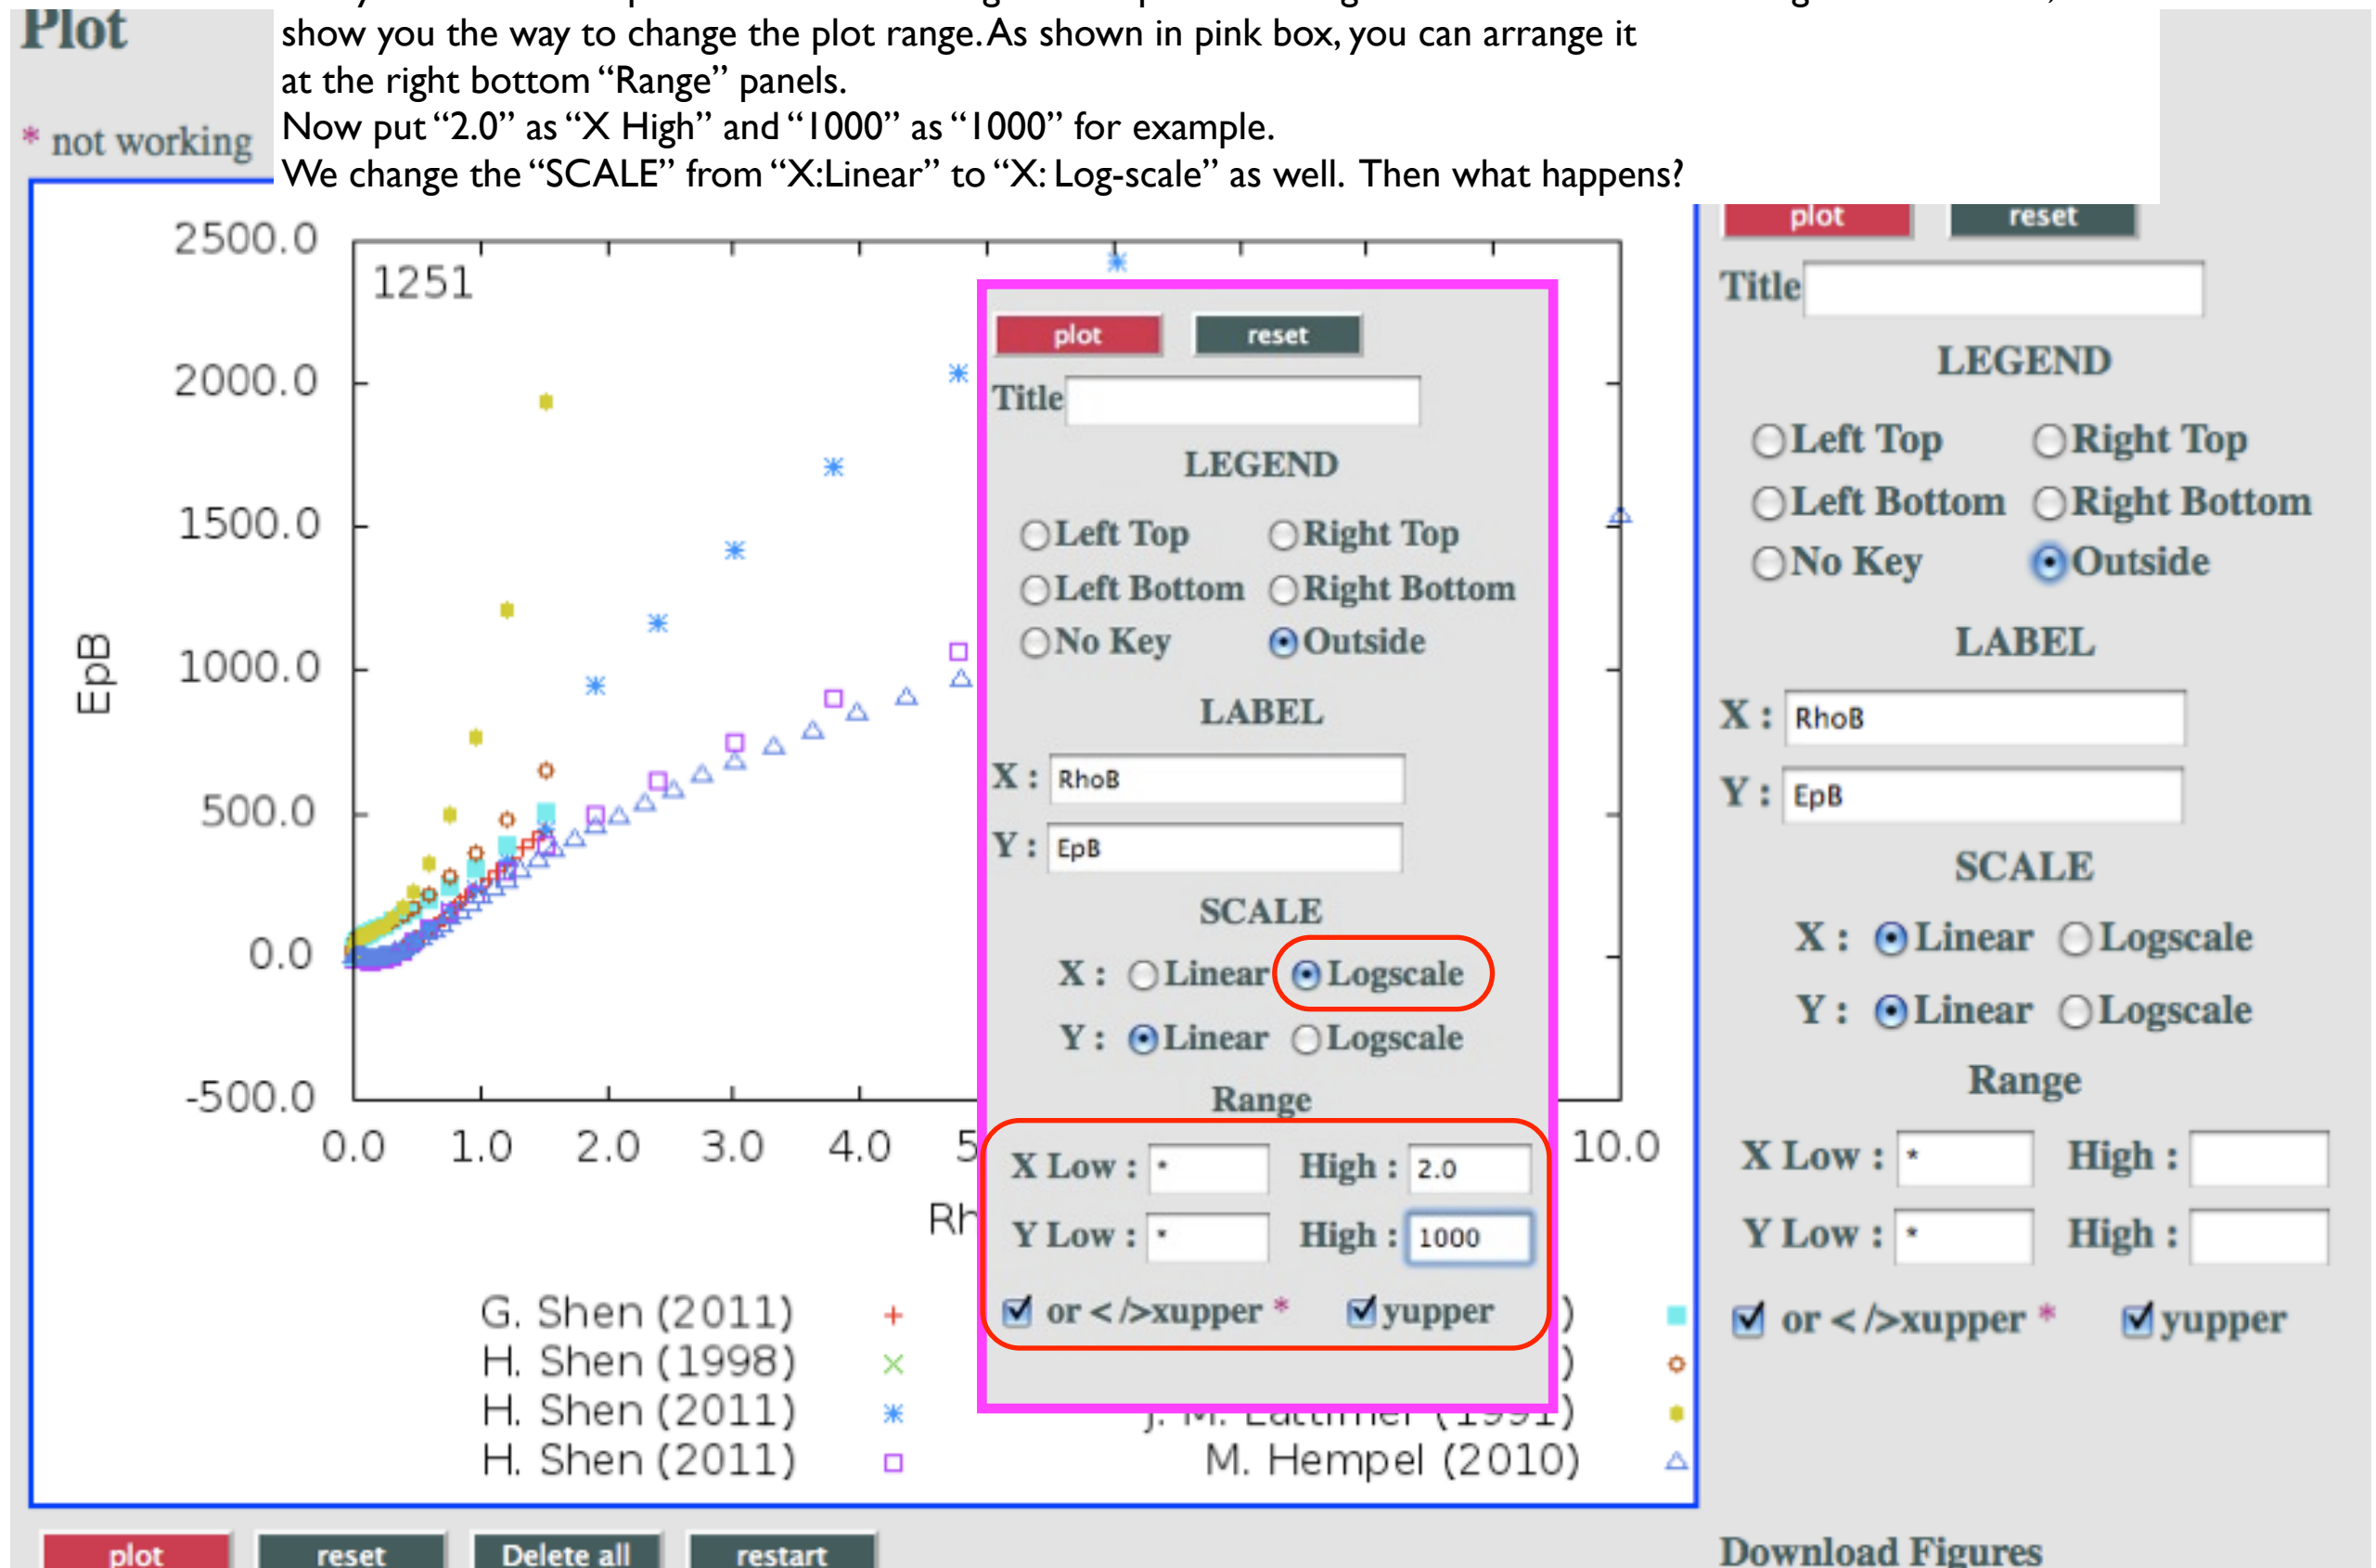 show you the way to change the plot range. As shown in pink box, you can arrange it
at the right bottom “Range” panels.
Now put “2.0” as “X High” and “1000” as “1000” for example.
We change the “SCALE” from “X:Linear” to “X: Log-scale” as well. Then what happens?
Plot
* not working
2500.0
2000.0
1500.0
1000.0
500.0
0.0
-500.0
EpB
1251
0.0 1.0 2.0 3.0 4.0 5 10.0
Rh
G. Shen (2011)
H. Shen (1998)
H. Shen (2011)
H. Shen (2011)
)
)
J. M. Lattimer (1991)
M. Hempel (2010)
plot reset
Title
LEGEND
Left Top Right Top
Left Bottom Right Bottom
No Key Outside
LABEL
X : RhoB
Y : EpB
SCALE
X : Linear Logscale
Y : Linear Logscale
Range
X Low : * High : 2.0
Y Low : * High : 1000
or < />xupper * yupper
plot reset
Title
LEGEND
Left Top Right Top
Left Bottom Right Bottom
No Key Outside
LABEL
X : RhoB
Y : EpB
SCALE
X : Linear Logscale
Y : Linear Logscale
Range
X Low : * High :
Y Low : * High :
or < />xupper * yupper
plot reset Delete all restart
Download Figures